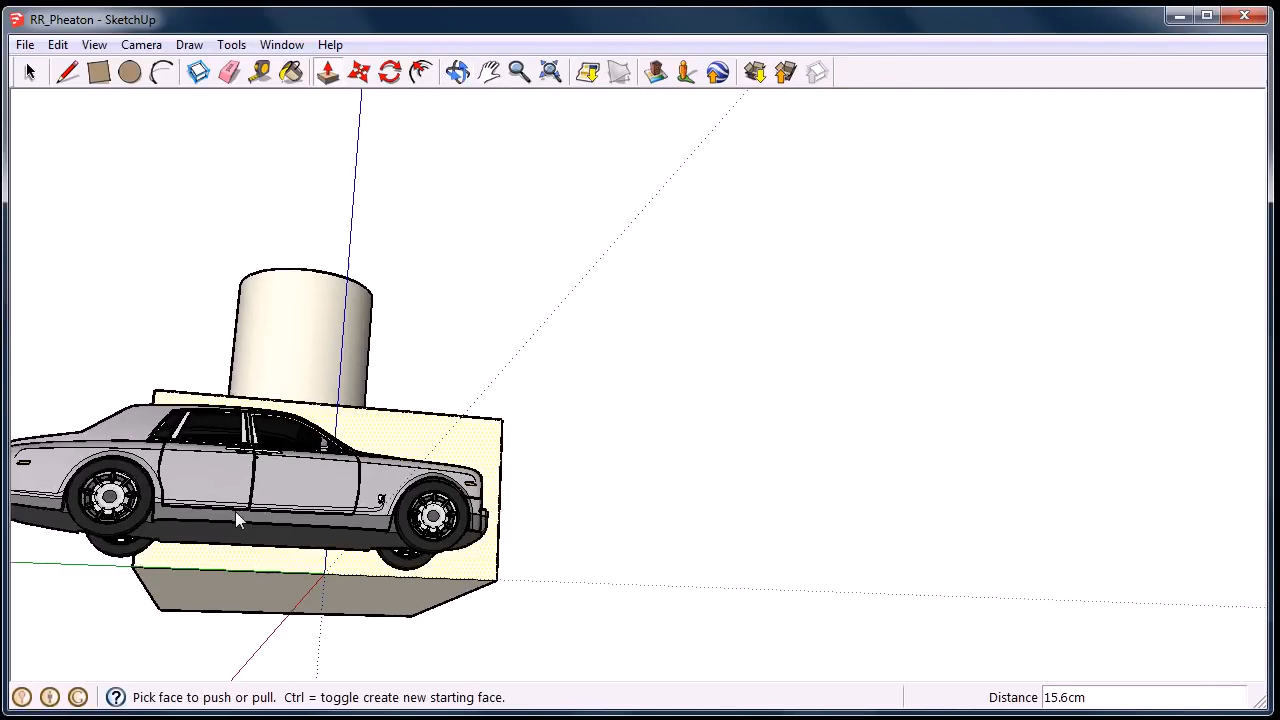 RR_Pheaton - SketchUp
File Edit View Camera Draw Tools Window Help
Pick face to push or pull. Ctrl = toggle create new starting face. Distance 15.6cm